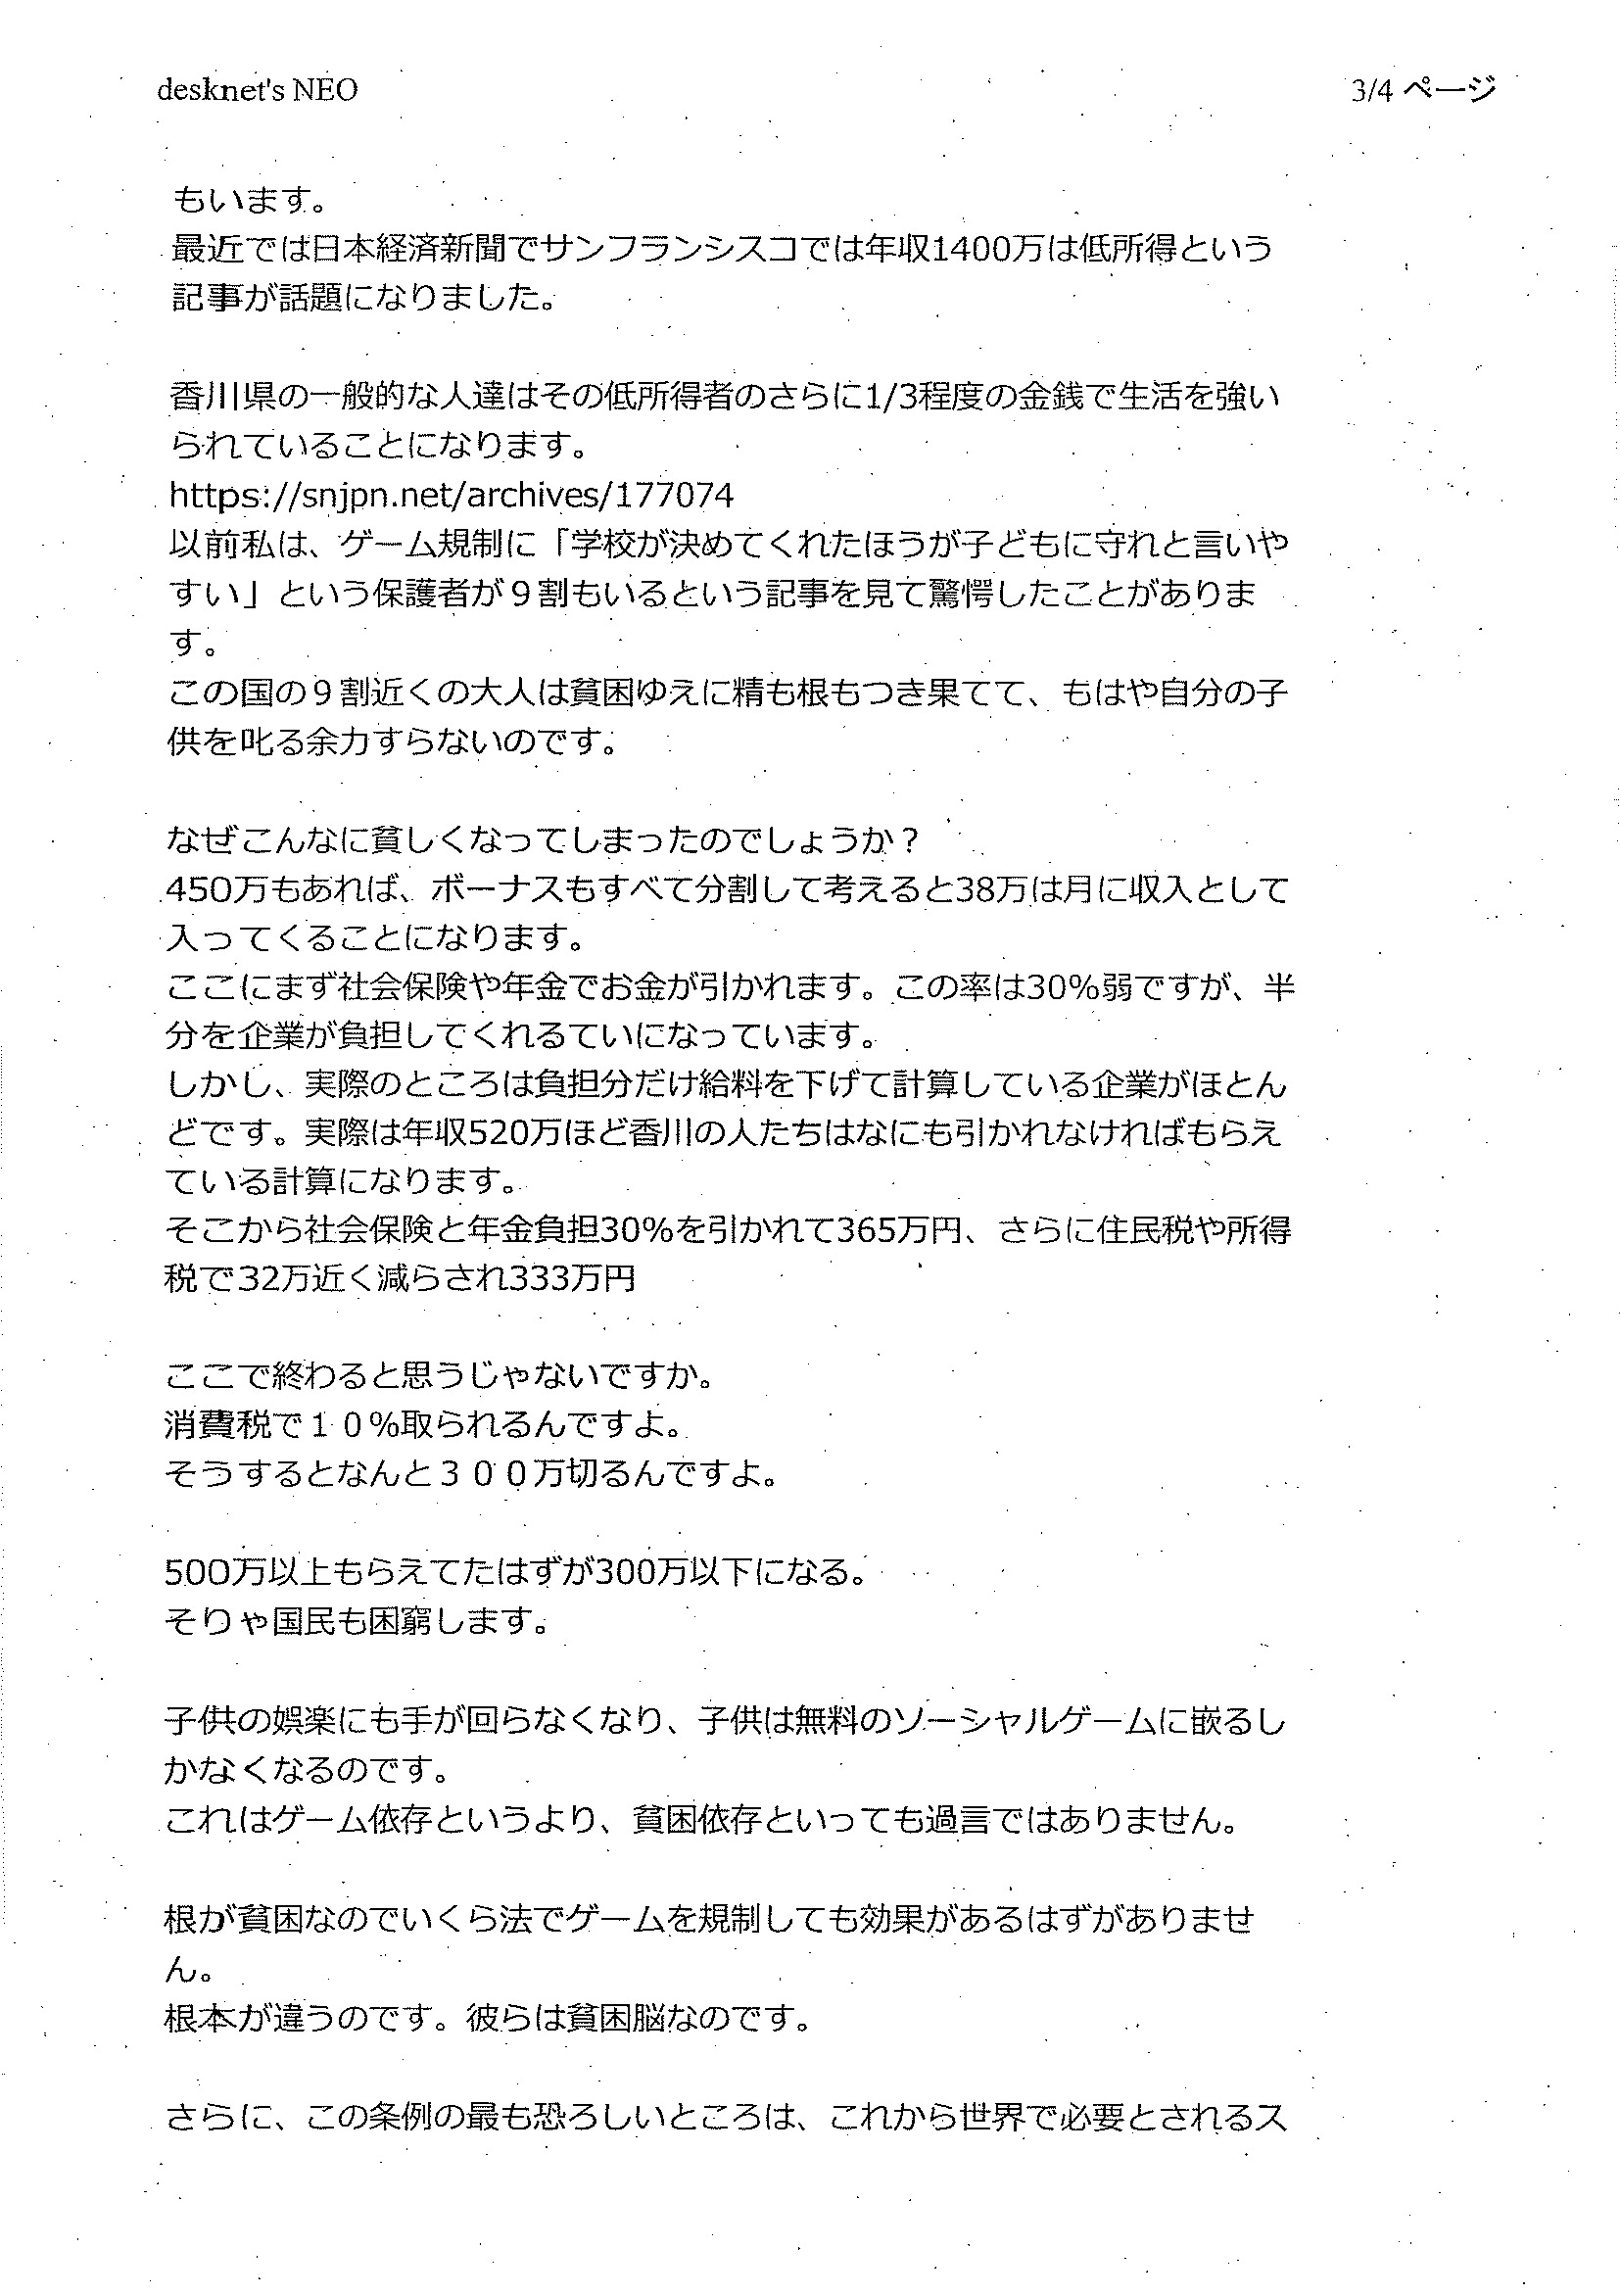 desknet's NEO
3/4 ページ
もいます。
最近では日本経済新聞でサンフランシスコでは年収1400万は低所得という
記事が話題になりました。
香川県の一般的な人達はその低所得者のさらに1/3程度の金銭で生活を強い
られていることになります。
https://snjpn.net/archives/177074
以前私は、ゲーム規制に「学校が決めてくれたほうが子どもに守れと言いや
すい」という保護者が９割もいるという記事を見て驚愕したことがありま
す。
この国の９割近くの大人は貧困ゆえに精も根もつき果てて、もはや自分の子
供を叱る余力すらないのです。
なぜこんなに貧しくなってしまったのでしょうか？
450万もあれば、ボーナスもすべて分割して考えると38万は月に収入として
入ってくることになります。
ここにまず社会保険や年金でお金が引かれます。この率は30%弱ですが、半
分を企業が負担してくれるていになっています。
しかし、実際のところは負担分だけ給料を下げて計算している企業がほとん
どです。実際は年収520万ほど香川の人たちはなにも引かれなければもらえ
ている計算になります。
そこから社会保険と年金負担30%を引かれて365万円、さらに住民税や所得
税で32万近く減らされ333万円
ここで終わると思うじゃないですか。
消費税で１０%取られるんですよ。
そうするとなんと３００万切るんですよ。
500万以上もらえてたはずが300万以下になる。
そりゃ国民も困窮します。
子供の娯楽にも手が回らなくなり、子供は無料のソーシャルゲームに嵌るし
かなくなるのです。
これはゲーム依存というより、貧困依存といっても過言ではありません。
根が貧困なのでいくら法でゲームを規制しても効果があるはずがありませ
ん。
根本が違うのです。彼らは貧困脳なのです。
さらに、この条例の最も恐ろしいところは、これから世界で必要とされるス